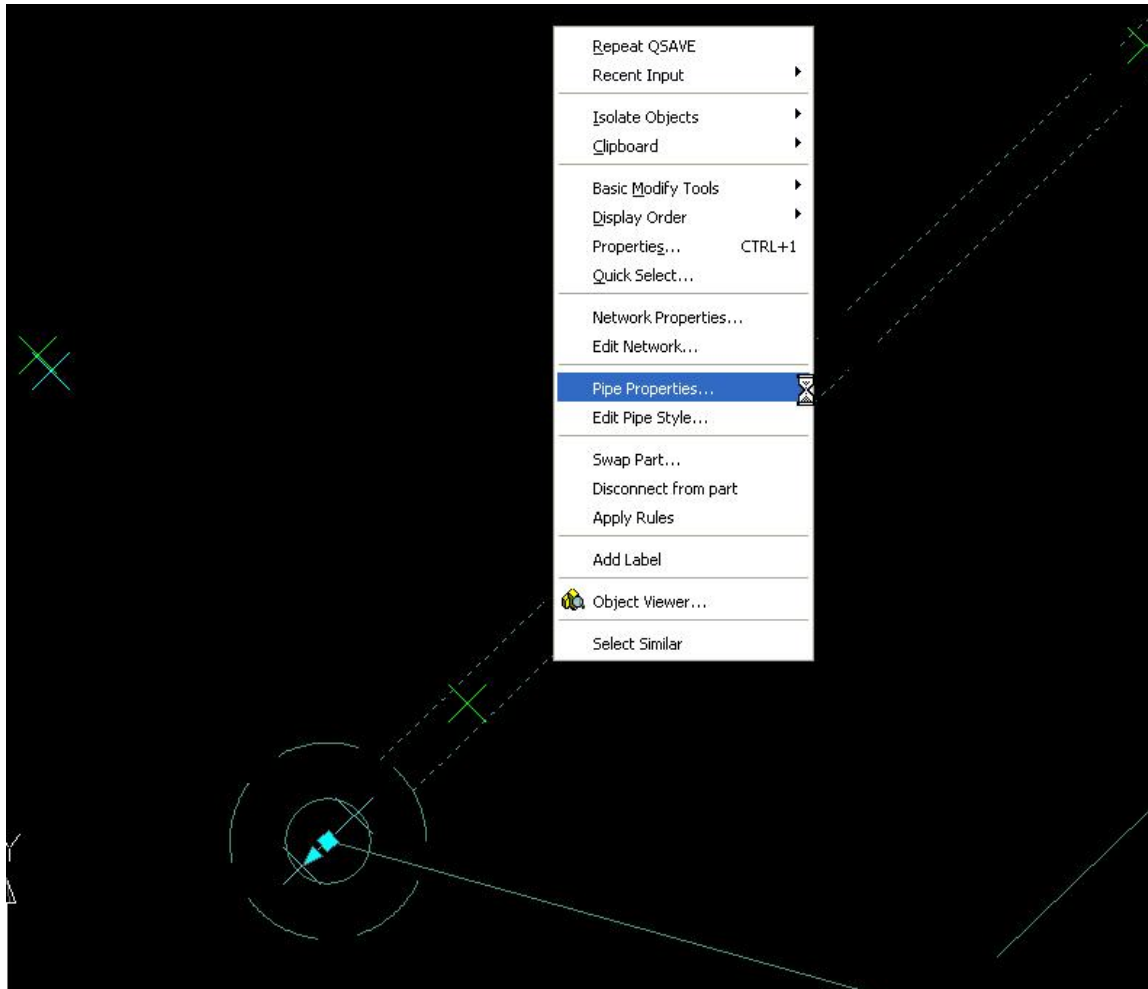 Repeat QSAVE
Recent Input
Isolate Objects
Clipboard
Basic Modify Tools
Display Order
Properties... CTRL+1
Quick Select...
Network Properties...
Edit Network...
Pipe Properties...
Edit Pipe Style...
Swap Part...
Disconnect from part
Apply Rules
Add Label
Object Viewer...
Select Similar
Y